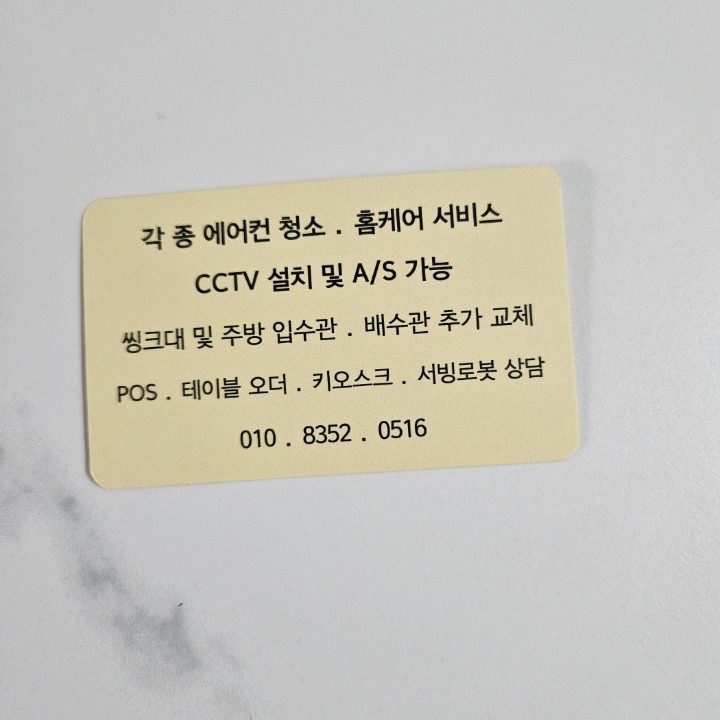 각 종 에어컨 청소 . 홈케어 서비스
CCTV 설치 및 A/S 가능
씽크대 및 주방 입수관 . 배수관 추가 교체
POS . 테이블 오더 . 키오스크 . 서빙로봇 상담
010 . 8352 . 0516